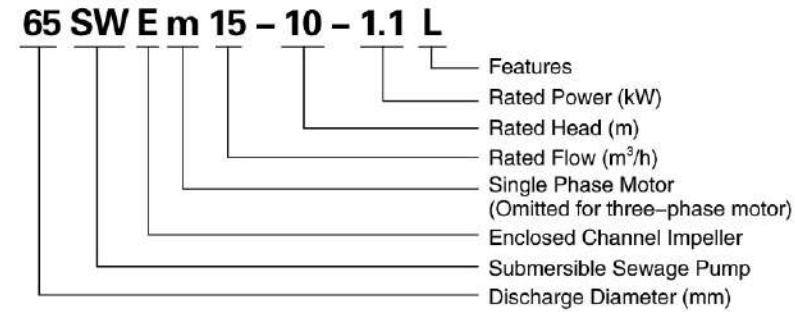 65 SW E m 15 – 10 – 1.1 L
Features
Rated Power (kW)
Rated Head (m)
Rated Flow (m³/h)
Single Phase Motor
(Omitted for three–phase motor)
Enclosed Channel Impeller
Submersible Sewage Pump
Discharge Diameter (mm)